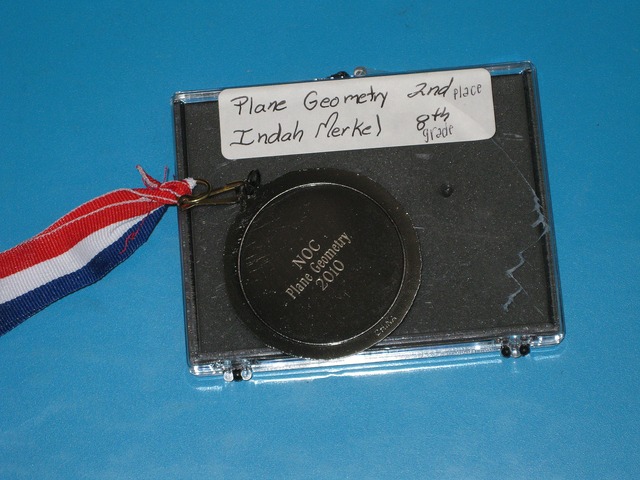 Plane Geometry 2nd place
Indah Merkel 8th grade
NOC
Plane Geometry
2010